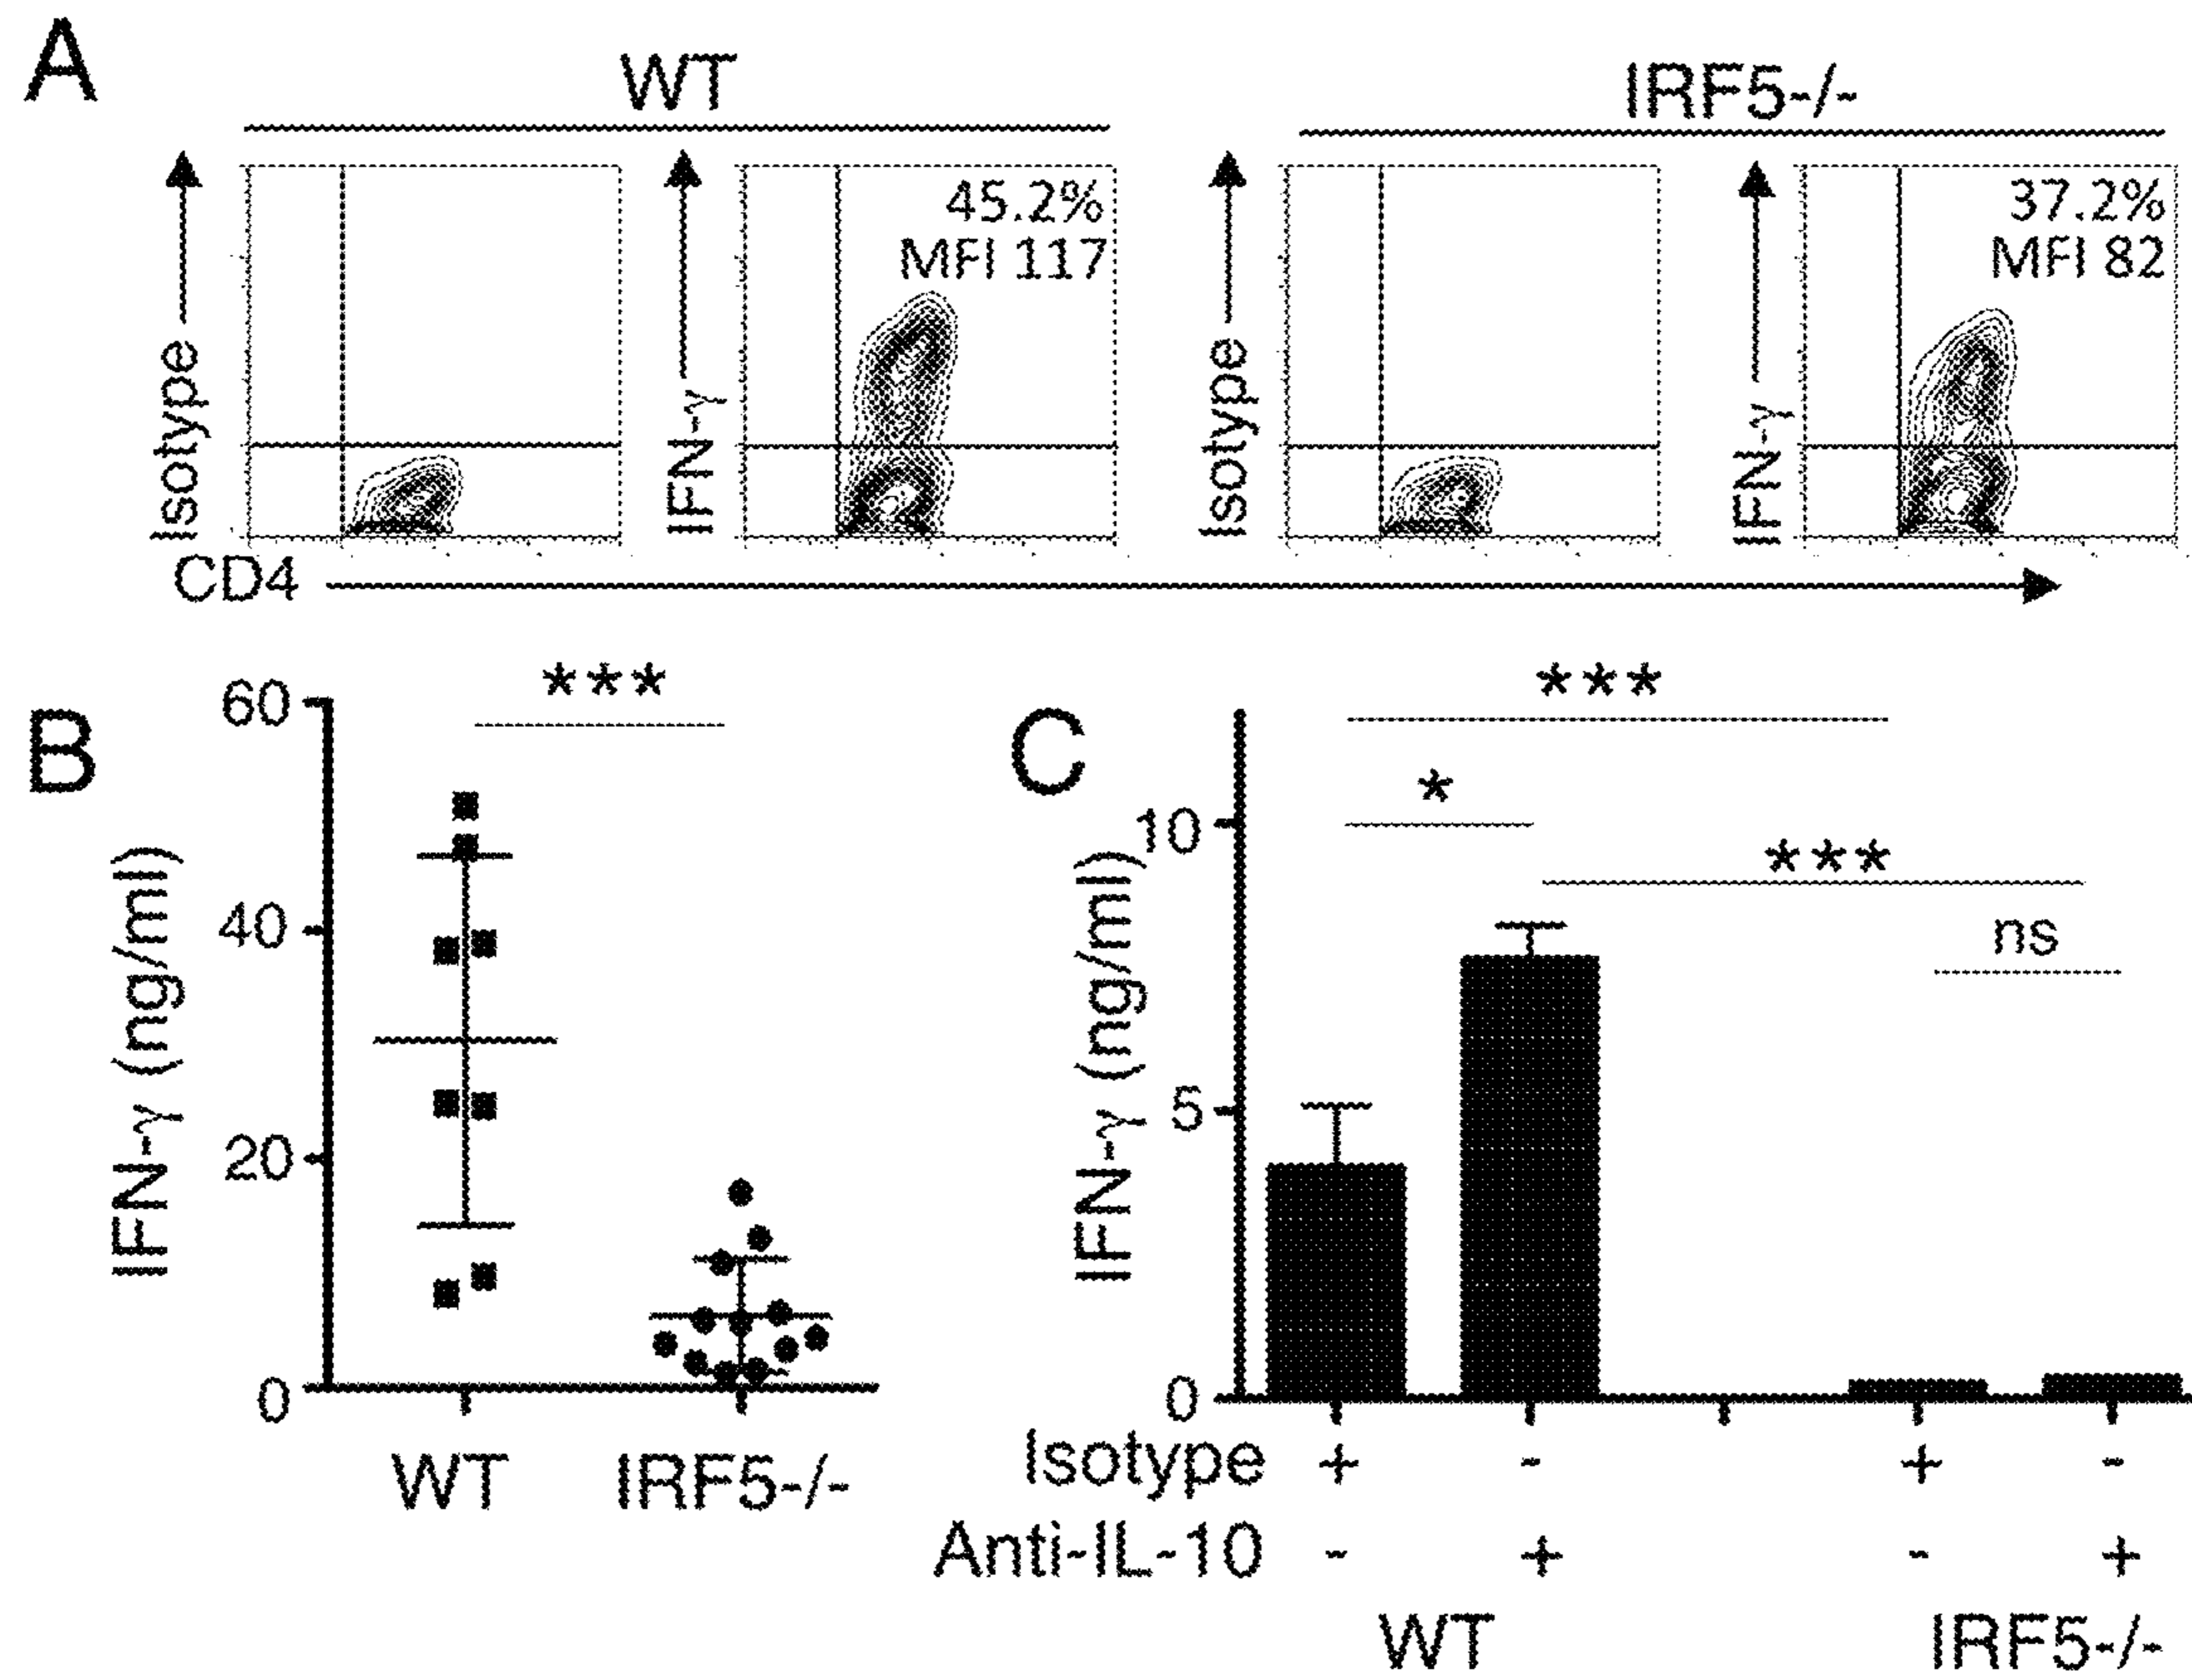 A
WT
IRF5-/-
Isotype
IFN-γ
45.2%
MFI 117
Isotype
IFN-γ
37.2%
MFI 82
CD4
B
IFN-γ (ng/ml)
60
40
20
0
***
WT
IRF5-/-
C
IFN-γ (ng/ml)
10
5
0
***
*
***
ns
Isotype + - + -
Anti-IL-10 - + - +
WT
IRF5-/-